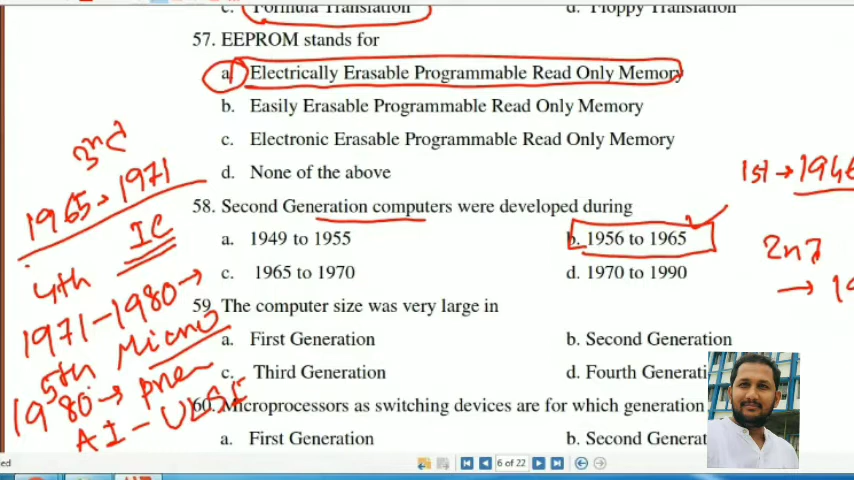 c. Formula Translation
d. Floppy Translation
57. EEPROM stands for
a. Electrically Erasable Programmable Read Only Memory
b. Easily Erasable Programmable Read Only Memory
c. Electronic Erasable Programmable Read Only Memory
d. None of the above
58. Second Generation computers were developed during
a. 1949 to 1955
b. 1956 to 1965
c. 1965 to 1970
d. 1970 to 1990
59. The computer size was very large in
a. First Generation
b. Second Generation
c. Third Generation
d. Fourth Generati
60. Microprocessors as switching devices are for which generation
a. First Generation
b. Second Generat
3rd
1965 → 1971
IC
4th
1971-1980 →
Micro
5th
1980 →
AI - ULSI
1st → 1946
2nd
→ 19
6 of 22